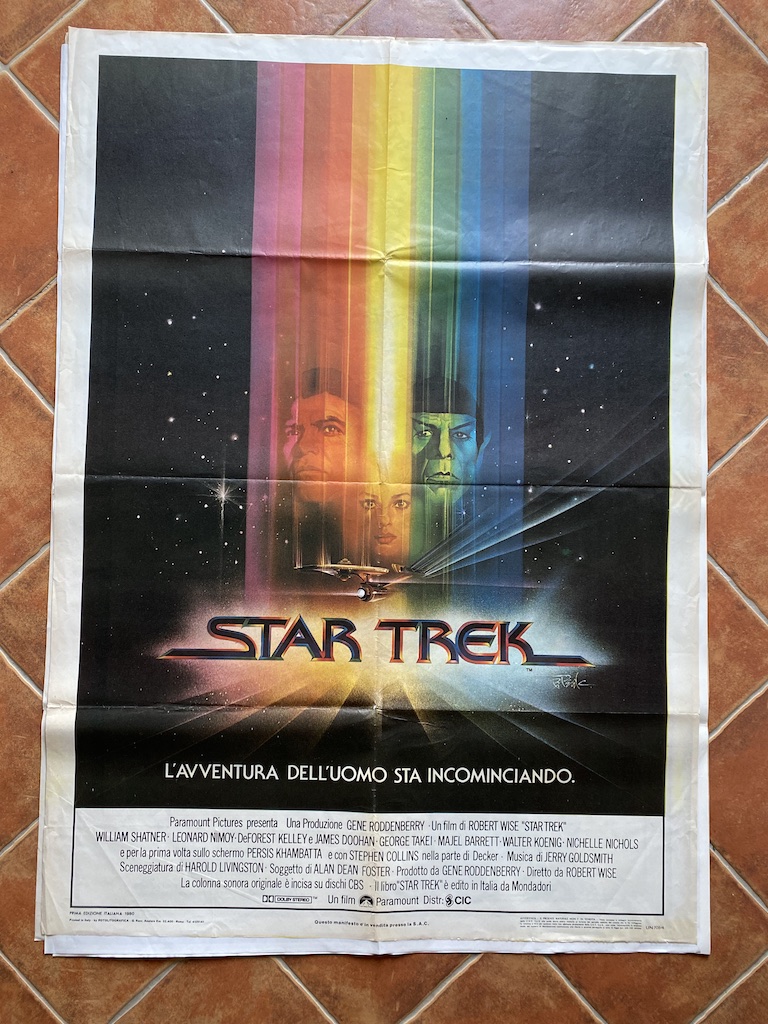 STAR TREK
TM
L'AVVENTURA DELL'UOMO STA INCOMINCIANDO.
Paramount Pictures presenta Una Produzione GENE RODDENBERRY · Un film di ROBERT WISE "STAR TREK"
WILLIAM SHATNER · LEONARD NIMOY · DeFOREST KELLEY e JAMES DOOHAN · GEORGE TAKEI · MAJEL BARRETT · WALTER KOENIG · NICHELLE NICHOLS
e per la prima volta sullo schermo PERSIS KHAMBATTA e con STEPHEN COLLINS nella parte di Decker · Musica di JERRY GOLDSMITH
Sceneggiatura di HAROLD LIVINGSTON · Soggetto di ALAN DEAN FOSTER · Prodotto da GENE RODDENBERRY · Diretto da ROBERT WISE
La colonna sonora originale è incisa su dischi CBS · Il libro "STAR TREK" è edito in Italia da Mondadori
DOLBY STEREO TM Un film Paramount Distr: CIC
PRIMA EDIZIONE ITALIANA 1980
Questo manifesto è in vendita presso la S.A.C.